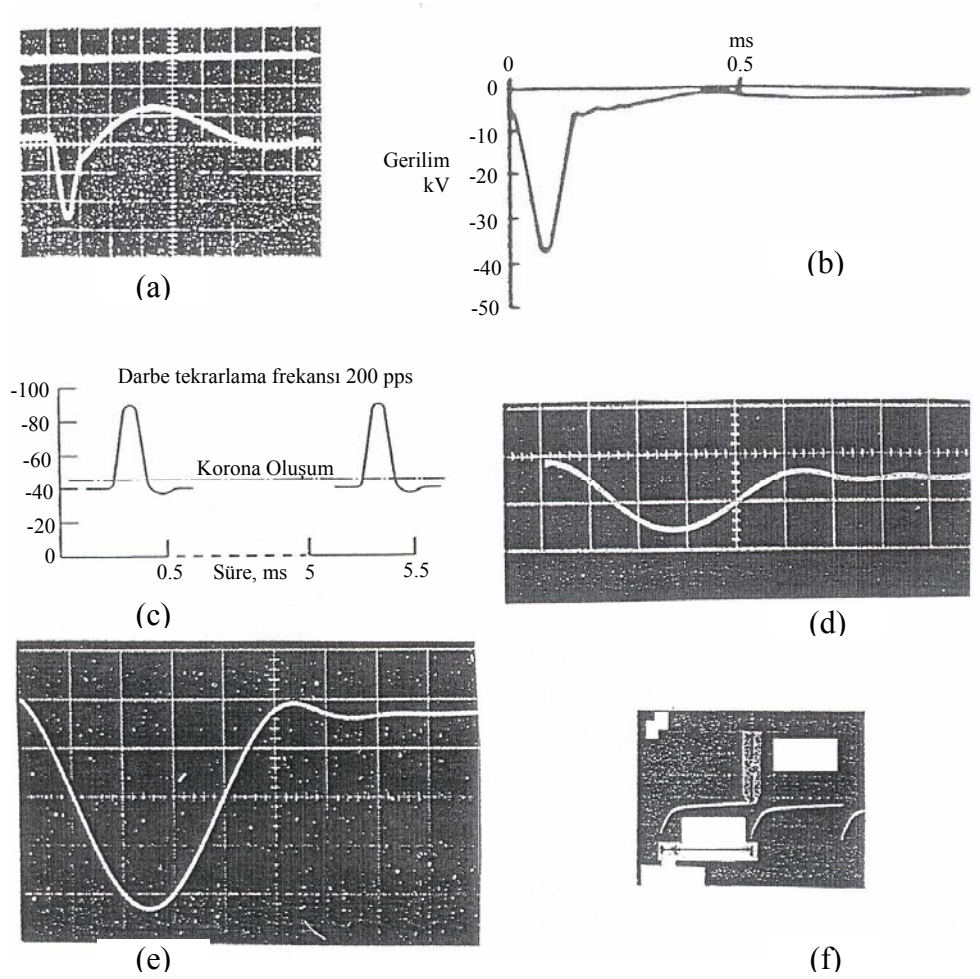 ms
0
0.5
0
-10
-20
-30
-40
-50
Gerilim
kV
(a)
(b)
Darbe tekrarlama frekansı 200 pps
-100
-80
-60
-40
-20
0
Korona Oluşum
0.5
Süre, ms
5
5.5
(c)
(d)
(e)
(f)